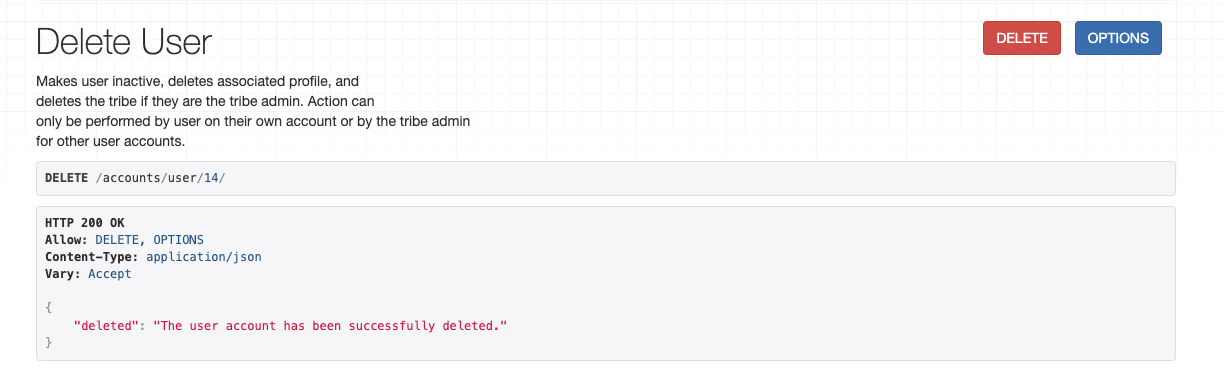 Delete User
DELETE
OPTIONS
Makes user inactive, deletes associated profile, and
deletes the tribe if they are the tribe admin. Action can
only be performed by user on their own account or by the tribe admin
for other user accounts.
DELETE /accounts/user/14/
HTTP 200 OK
Allow: DELETE, OPTIONS
Content-Type: application/json
Vary: Accept
{
"deleted": "The user account has been successfully deleted."
}